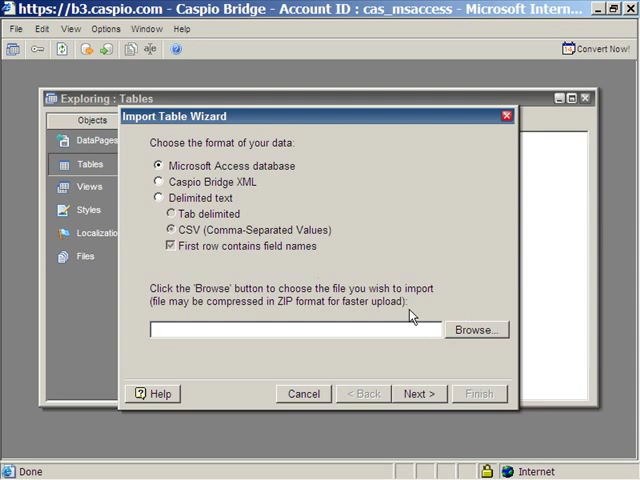 https://b3.caspio.com - Caspio Bridge - Account ID : cas_msaccess - Microsoft Intern...
File Edit View Options Window Help
Convert Now!
Exploring : Tables
Objects
DataPages
Tables
Views
Styles
Localizatio
Files
Import Table Wizard
Choose the format of your data:
Microsoft Access database
Caspio Bridge XML
Delimited text
Tab delimited
CSV (Comma-Separated Values)
First row contains field names
Click the 'Browse' button to choose the file you wish to import
(file may be compressed in ZIP format for faster upload):
Browse...
Help Cancel < Back Next > Finish
Done Internet